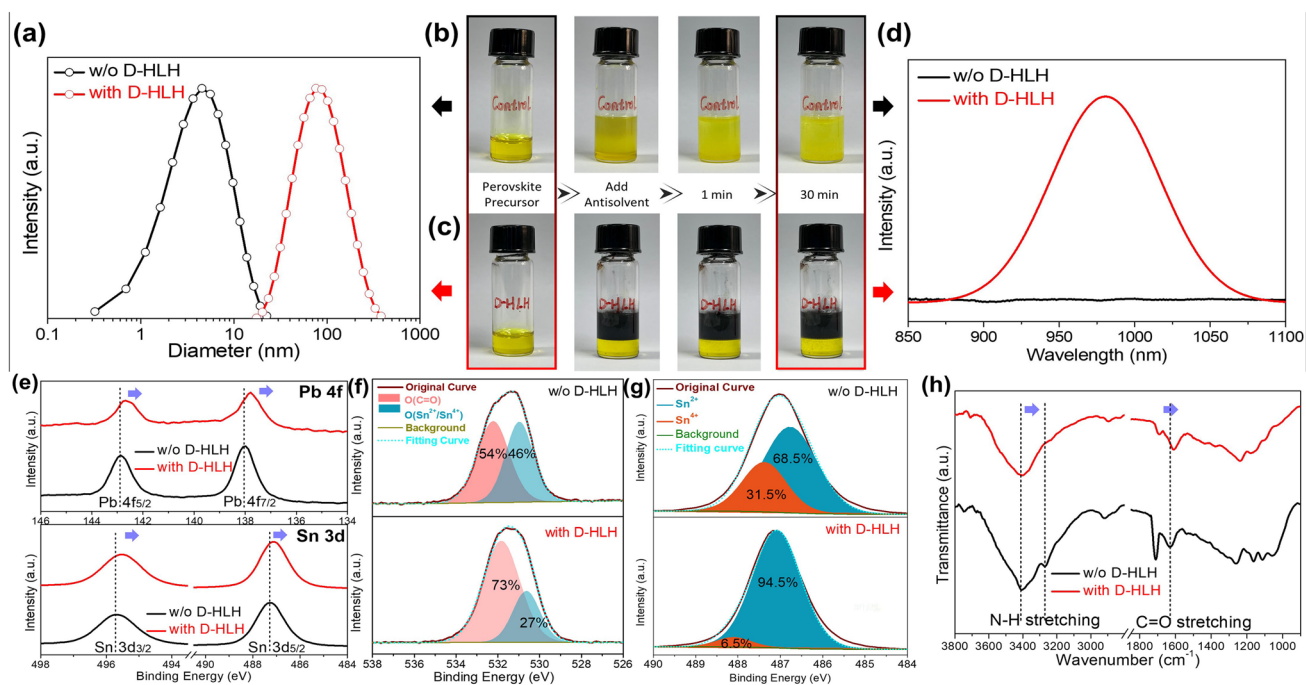 (a)
w/o D-HLH
with D-HLH
Intensity (a.u.)
0.1
1
10
100
1000
Diameter (nm)
(b)
Control
Control
Control
Control
Perovskite
Precursor
Add
Antisolvent
1 min
30 min
(c)
D-HLH
D-HLH
D-HLH
D-HLH
(d)
w/o D-HLH
with D-HLH
Intensity (a.u.)
850
900
950
1000
1050
1100
Wavelength (nm)
(e)
Pb 4f
w/o D-HLH
with D-HLH
Intensity (a.u.)
Pb 4f5/2
Pb 4f7/2
146
144
142
140
138
136
134
Sn 3d
w/o D-HLH
with D-HLH
Intensity (a.u.)
Sn 3d3/2
Sn 3d5/2
498
496
494
490
488
486
484
Binding Energy (eV)
(f)
Original Curve
O(C=O)
O(Sn2+/Sn4+)
Background
Fitting Curve
w/o D-HLH
54%
46%
Intensity (a.u.)
with D-HLH
73%
27%
Intensity (a.u.)
538
536
534
532
530
528
526
Binding Energy (eV)
(g)
Original Curve
Sn2+
Sn4+
Background
Fitting curve
w/o D-HLH
68.5%
31.5%
Intensity (a.u.)
with D-HLH
94.5%
6.5%
Intensity (a.u.)
490
489
488
487
486
485
484
Binding Energy (eV)
(h)
Transmittance (a.u.)
w/o D-HLH
with D-HLH
N-H stretching
C=O stretching
3800
3400
3000
1800
1600
1400
1200
1000
Wavenumber (cm-1)